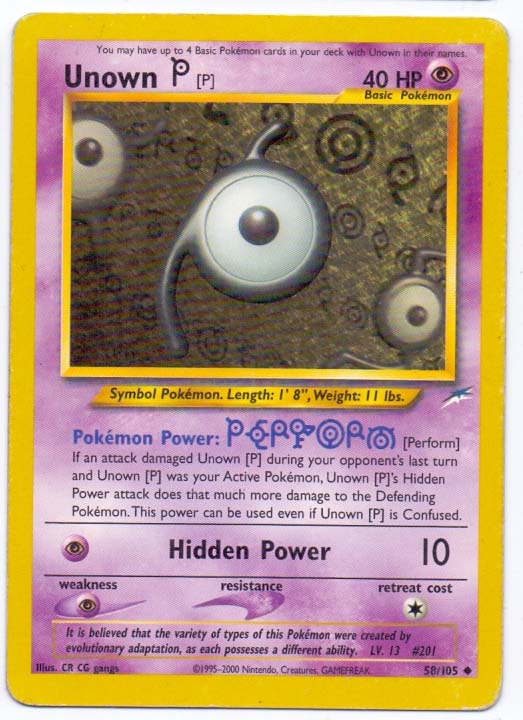 You may have up to 4 Basic Pokémon cards in your deck with Unown in their names.
Unown P [P] 40 HP
Basic Pokémon
Symbol Pokémon. Length: 1' 8", Weight: 11 lbs.
Pokémon Power: PERFORM [Perform]
If an attack damaged Unown [P] during your opponent's last turn
and Unown [P] was your Active Pokémon, Unown [P]'s Hidden
Power attack does that much more damage to the Defending
Pokémon. This power can be used even if Unown [P] is Confused.
Hidden Power 10
weakness resistance retreat cost
It is believed that the variety of types of this Pokémon were created by
evolutionary adaptation, as each possesses a different ability. LV. 13 #201
Illus. CR CG gangs ©1995-2000 Nintendo, Creatures, GAMEFREAK. 58/105 ◆